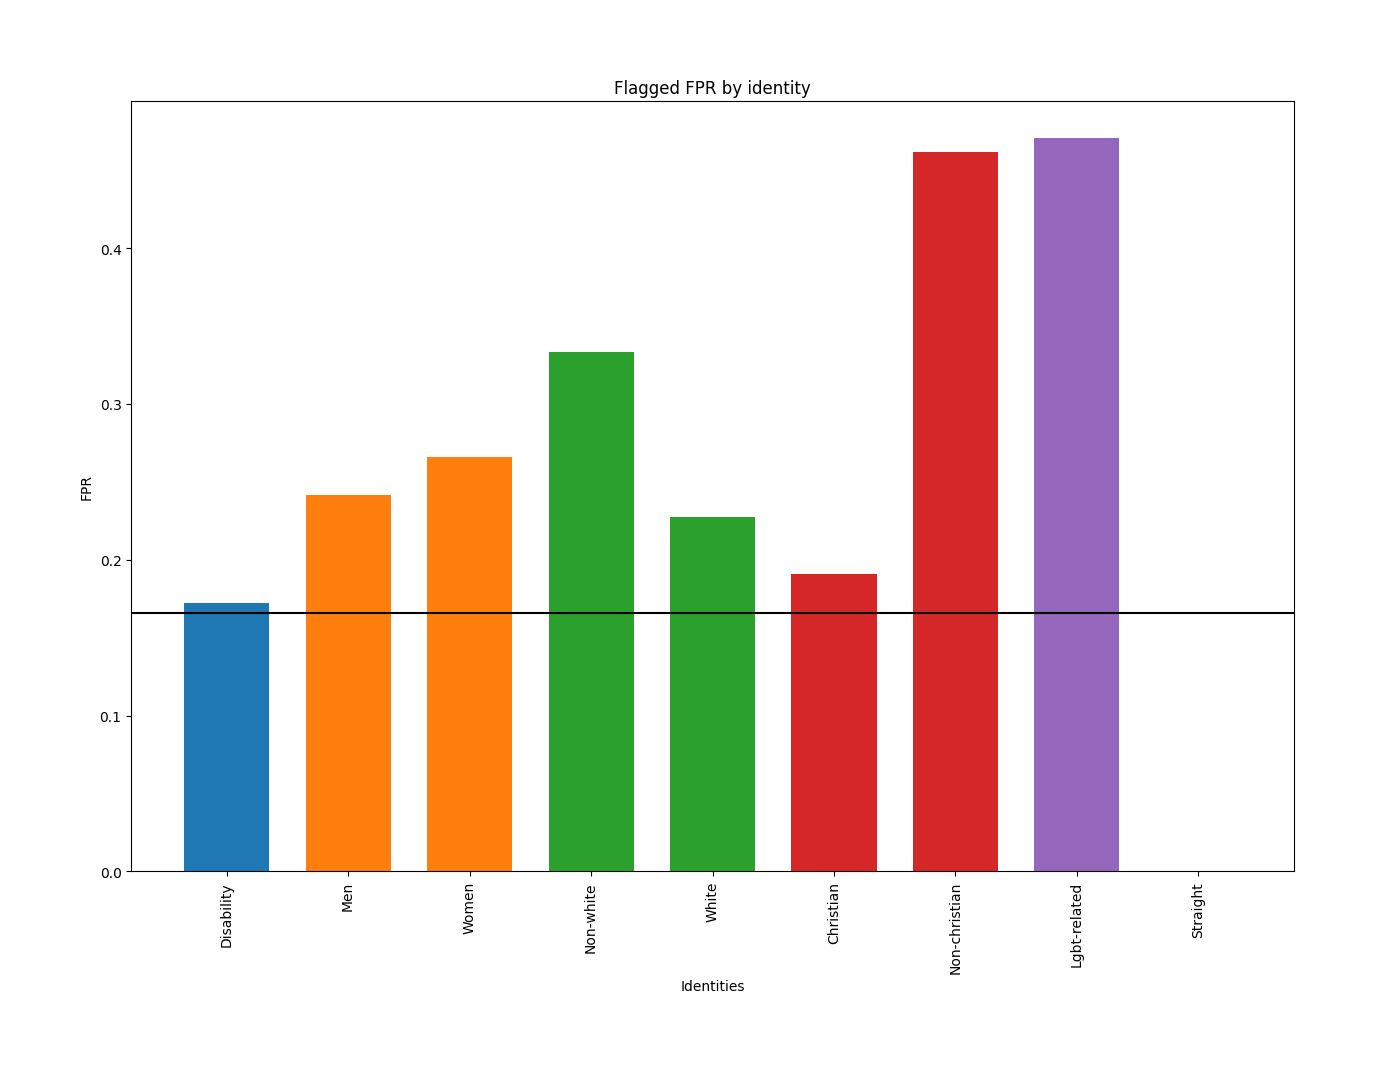 Flagged FPR by identity
0.4
0.3
0.2
0.1
0.0
FPR
Disability
Men
Women
Non-white
White
Christian
Non-christian
Lgbt-related
Straight
Identities